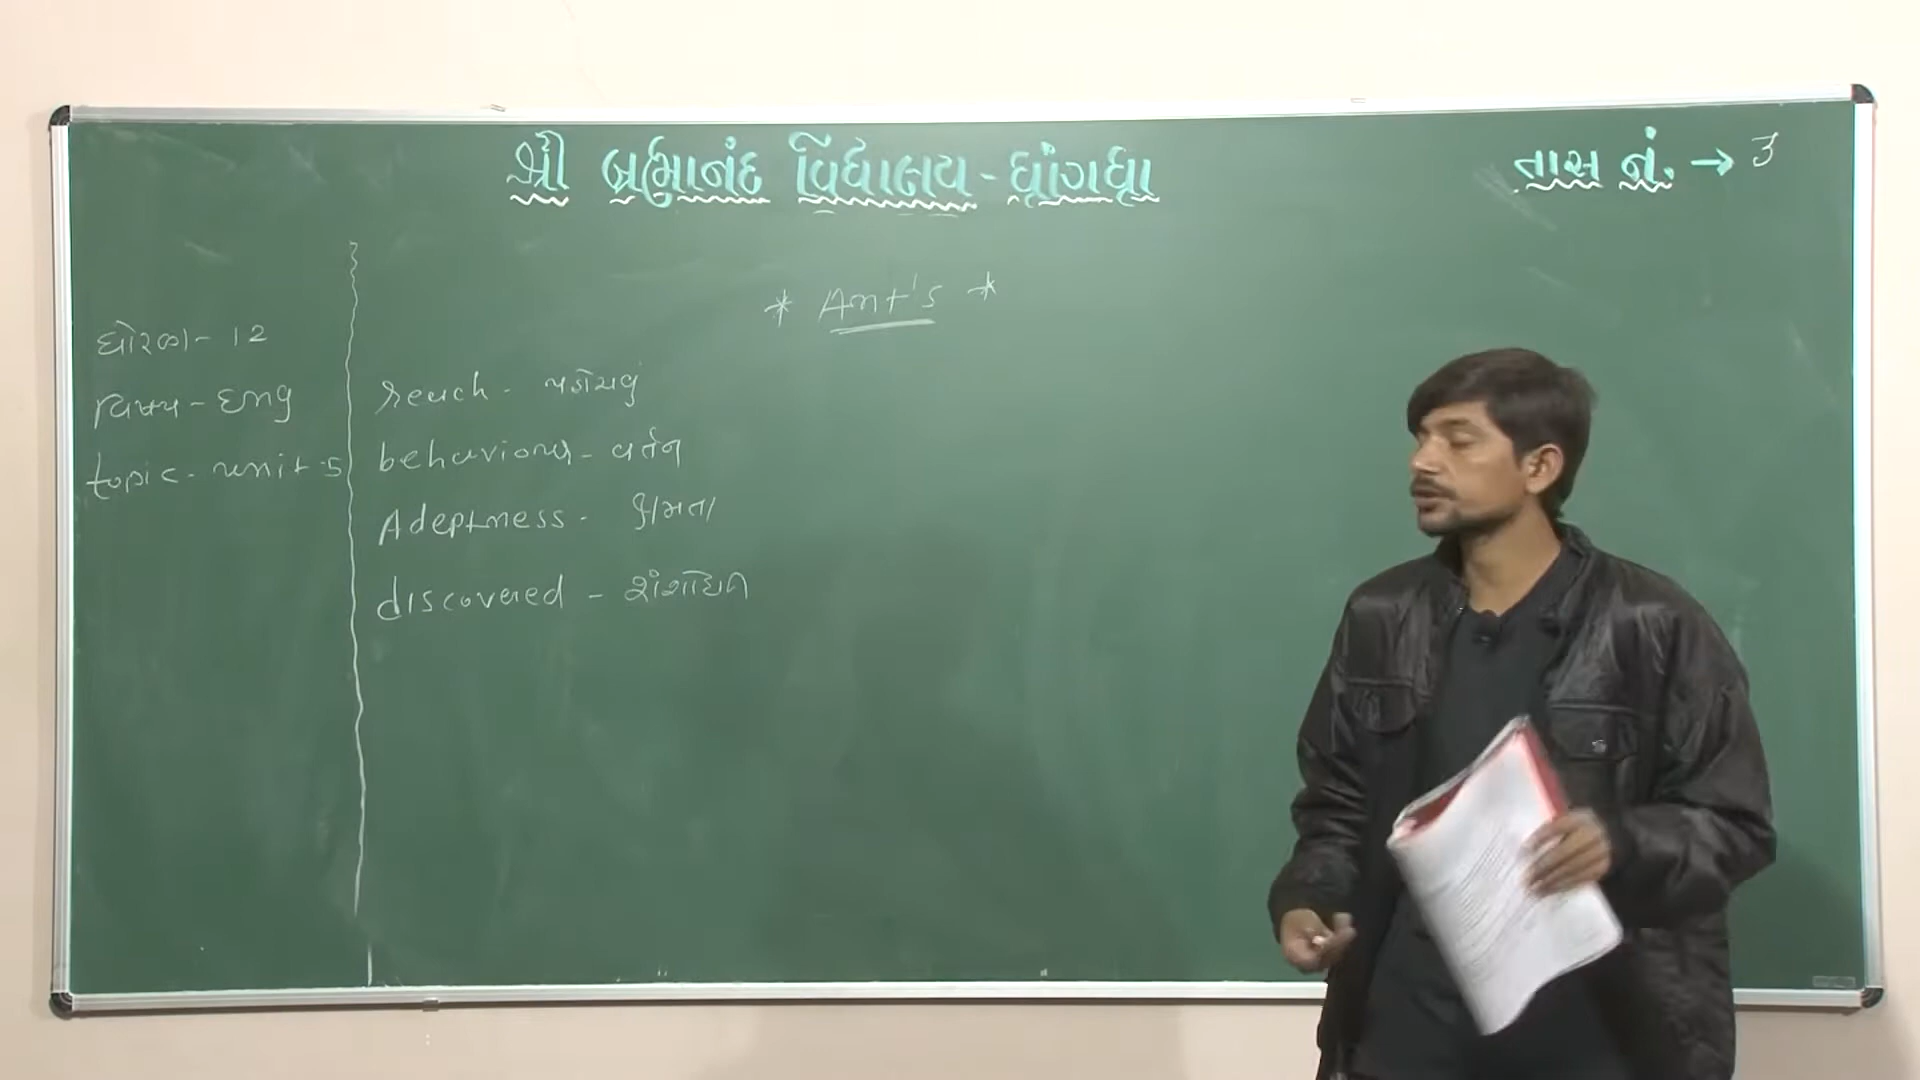 શ્રી બ્રહ્માનંદ વિદ્યાલય - ધ્રાંગધ્રા
તાસ નં. → 3
* Ant's *
ધોરણ - 12
વિષય - Eng
topic - unit - 5
reach - પહોંચવું
behaviour - વર્તન
Adeptness - ક્ષમતા
discovered - સંશોધન